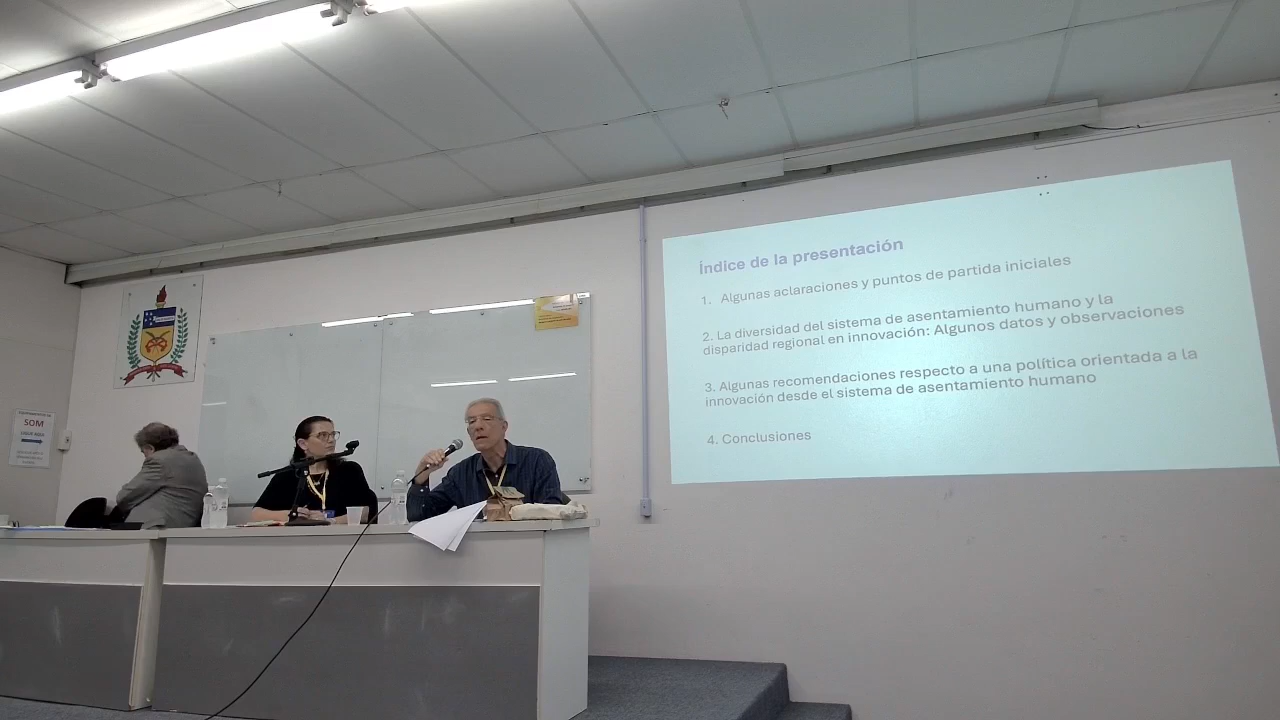 Índice de la presentación
1. Algunas aclaraciones y puntos de partida iniciales
2. La diversidad del sistema de asentamiento humano y la
disparidad regional en innovación: Algunos datos y observaciones
3. Algunas recomendaciones respecto a una política orientada a la
innovación desde el sistema de asentamiento humano
4. Conclusiones
SOM